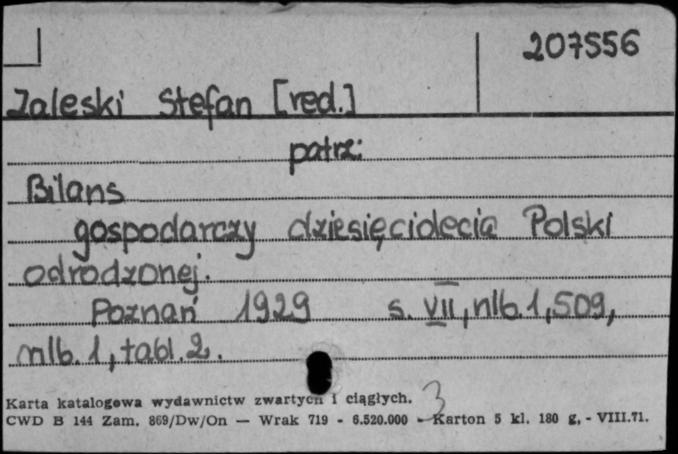 207556
Zaleski Stefan [red.]
patrz:
Bilans
gospodarczy dziesięciolecia Polski
odrodzonej.
Poznań 1929 s. VII, nlb. 1, 509,
nlb. 1, tabl. 2.
3
Karta katalogowa wydawnictw zwartych i ciągłych.
CWD B 144 Zam. 869/Dw/On — Wrak 719 - 6.520.000 - Karton 5 kl. 180 g, - VIII.71.